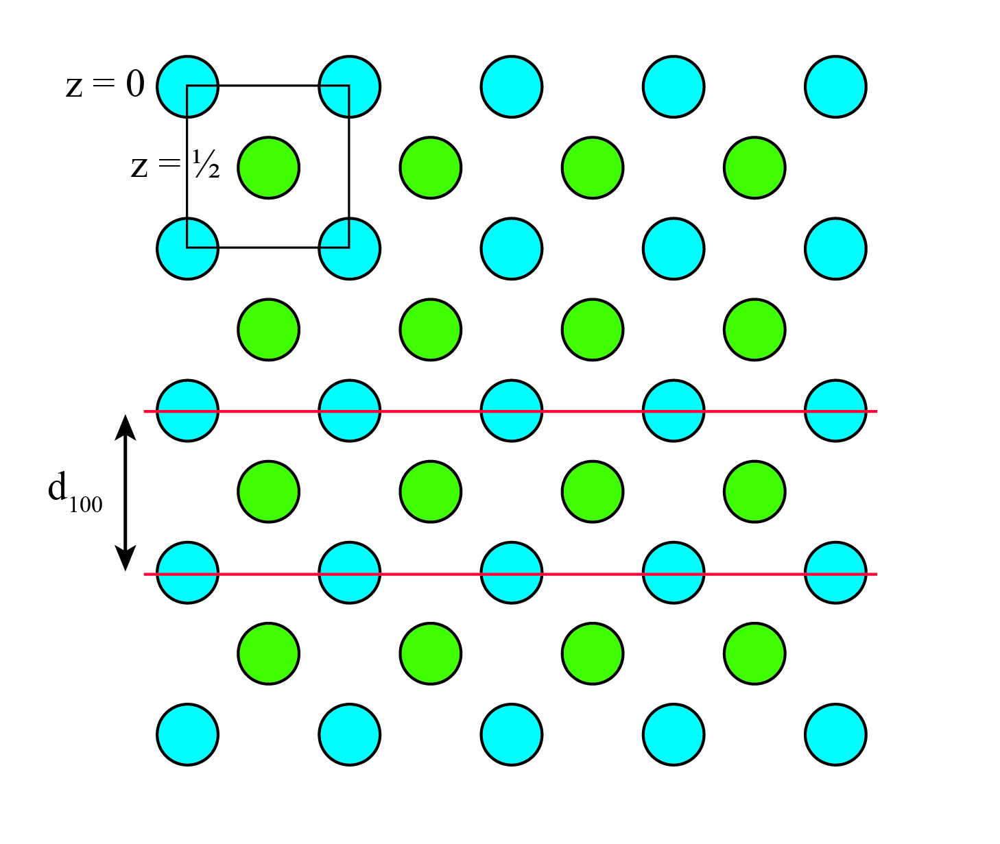 z = 0
z = ½
d₁₀₀